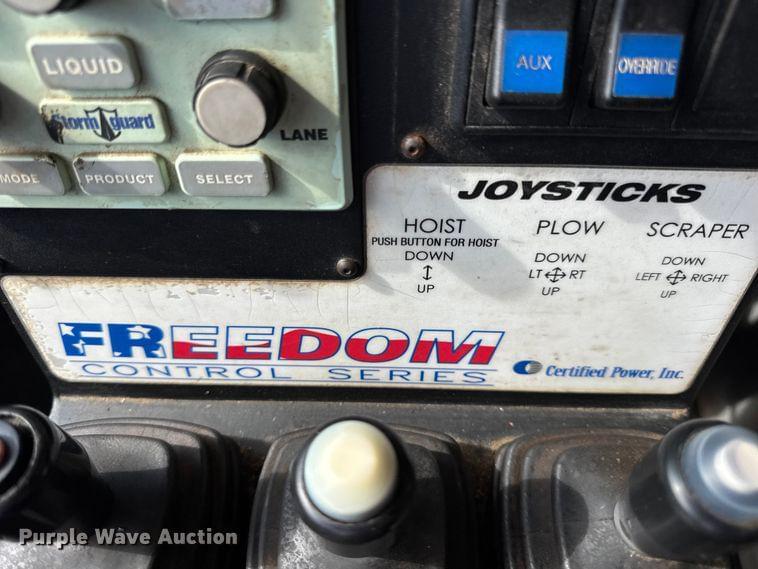 LIQUID
Storm guard
LANE
MODE
PRODUCT
SELECT
AUX
OVERRIDE
JOYSTICKS
HOIST
PUSH BUTTON FOR HOIST
DOWN
UP
PLOW
DOWN
LT RT
UP
SCRAPER
DOWN
LEFT RIGHT
UP
FREEDOM
CONTROL SERIES
Certified Power, Inc.
Purple Wave Auction